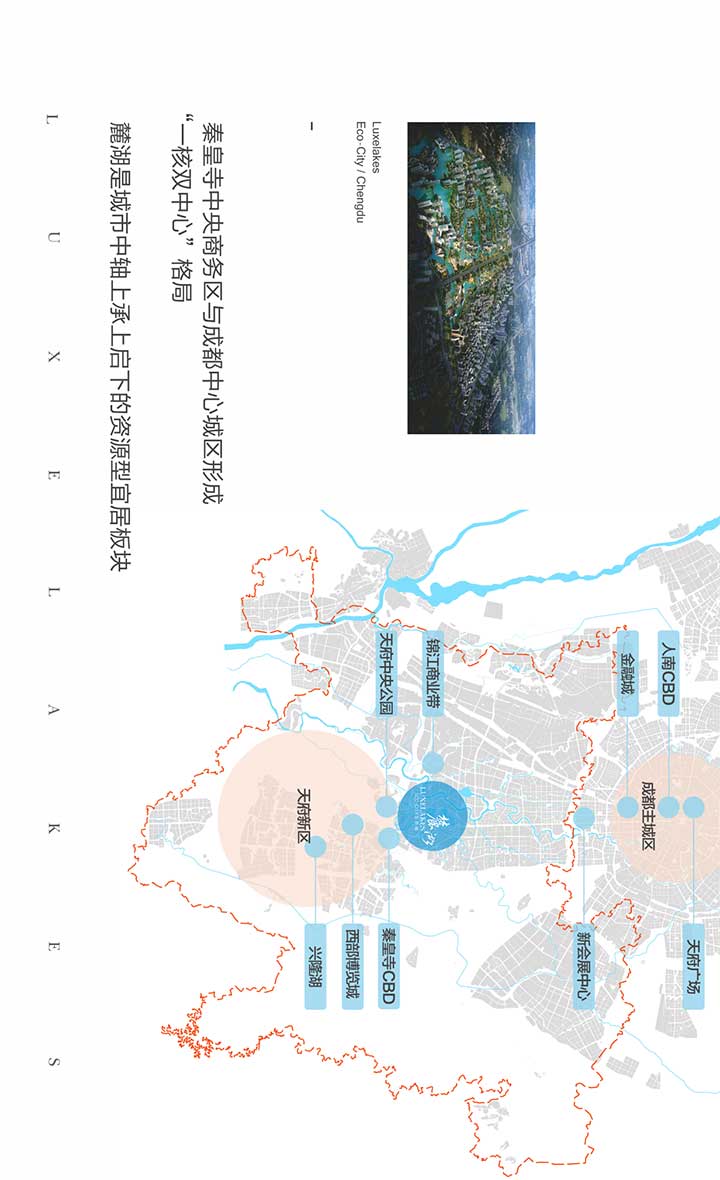 Luxelakes
Eco-City / Chengdu
–
秦皇寺中央商务区与成都中心城区形成
“一核双中心”格局
麓湖是城市中轴上承上启下的资源型宜居板块
天府广场
人南CBD
成都主城区
金融城
新会展中心
锦江商业带
麓湖
LUXELAKES
天府中央公园
秦皇寺CBD
西部博览城
兴隆湖
天府新区
L U X E L A K E S